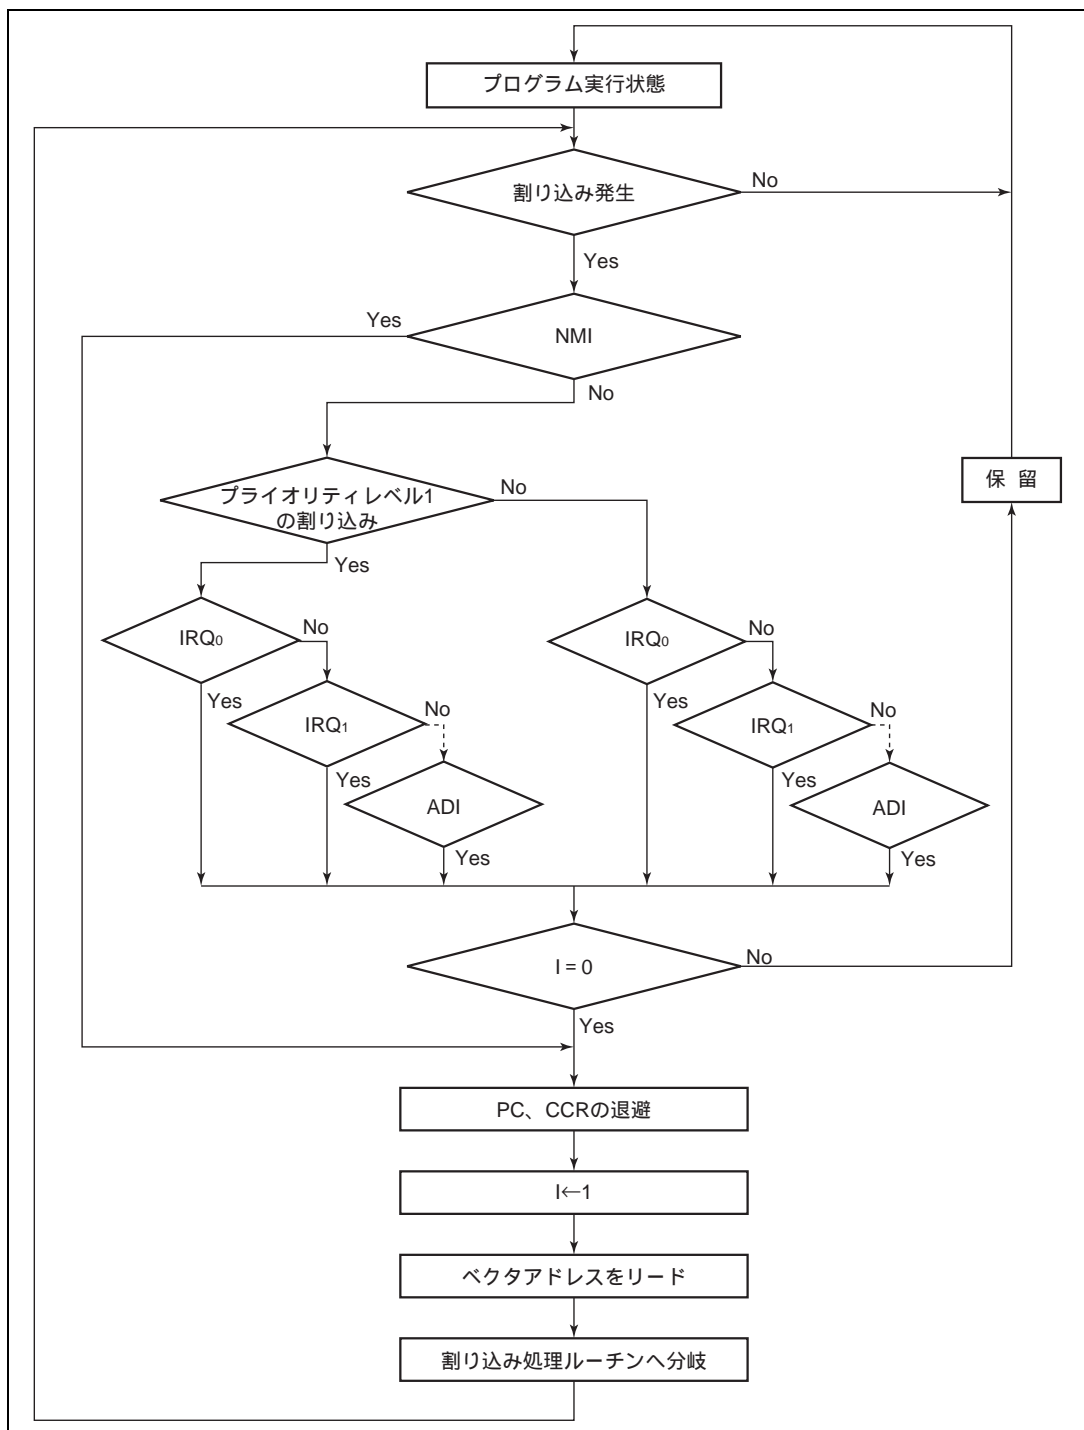 プログラム実行状態
割り込み発生
No
Yes
NMI
Yes
No
プライオリティレベル1
の割り込み
No
保 留
Yes
IRQ0
No
IRQ0
No
Yes
Yes
IRQ1
No
IRQ1
No
Yes
Yes
ADI
ADI
Yes
Yes
I = 0
No
Yes
PC、CCRの退避
I←1
ベクタアドレスをリード
割り込み処理ルーチンへ分岐